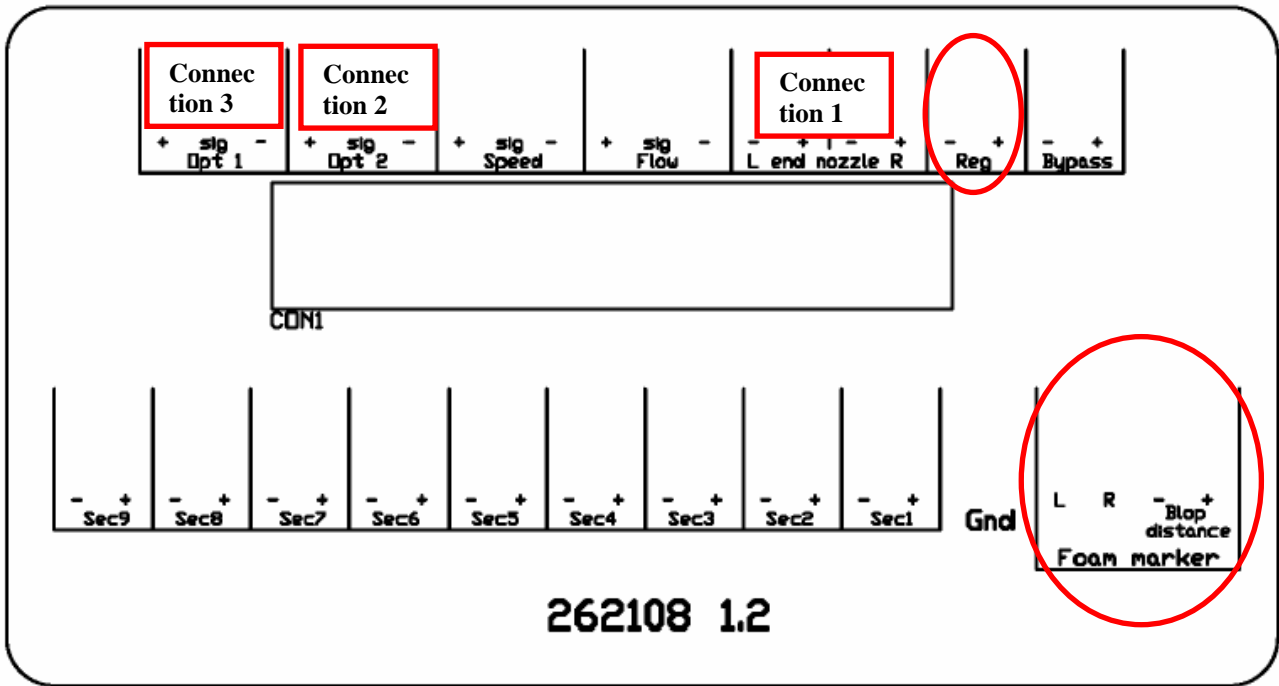 Connec
tion 3
Connec
tion 2
Connec
tion 1
+ sig - + sig - + sig - + sig - - + - + - + - +
Opt 1 Opt 2 Speed Flow L end nozzle R Reg Bypass
CON1
- + - + - + - + - + - + - + - + - + L R - +
Sec9 Sec8 Sec7 Sec6 Sec5 Sec4 Sec3 Sec2 Sec1 Gnd Blop
distance
Foam marker
262108 1.2